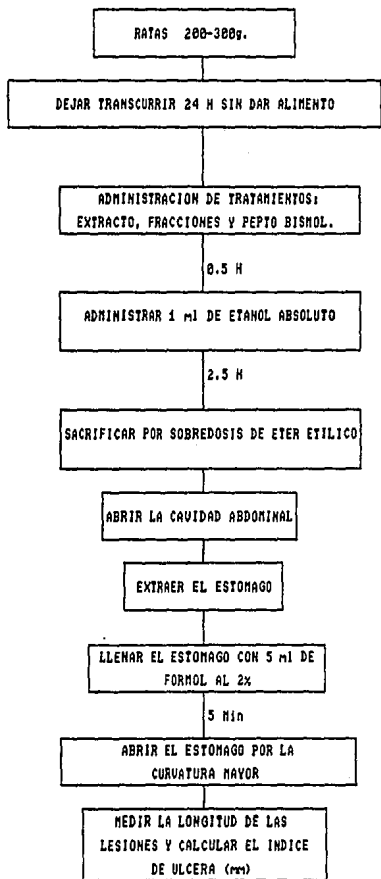 RATAS 200-300g.
DEJAR TRANSCURRIR 24 H SIN DAR ALIMENTO
ADMINISTRACION DE TRATAMIENTOS:
EXTRACTO, FRACCIONES Y PEPTO BISMOL.
0.5 H
ADMINISTRAR 1 ml DE ETANOL ABSOLUTO
2.5 H
SACRIFICAR POR SOBREDOSIS DE ETER ETILICO
ABRIR LA CAVIDAD ABDOMINAL
EXTRAER EL ESTOMAGO
LLENAR EL ESTOMAGO CON 5 ml DE
FORMOL AL 2%
5 Min
ABRIR EL ESTOMAGO POR LA
CURVATURA MAYOR
MEDIR LA LONGITUD DE LAS
LESIONES Y CALCULAR EL INDICE
DE ULCERA (mm)